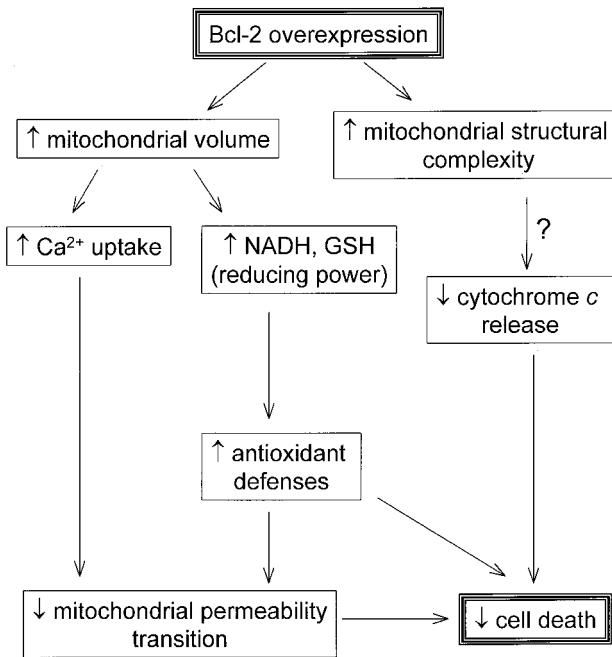 Bcl-2 overexpression
↑ mitochondrial volume
↑ mitochondrial structural
complexity
?
↑ Ca²⁺ uptake
↑ NADH, GSH
(reducing power)
↓ cytochrome c
release
↑ antioxidant
defenses
↓ mitochondrial permeability
transition
↓ cell death